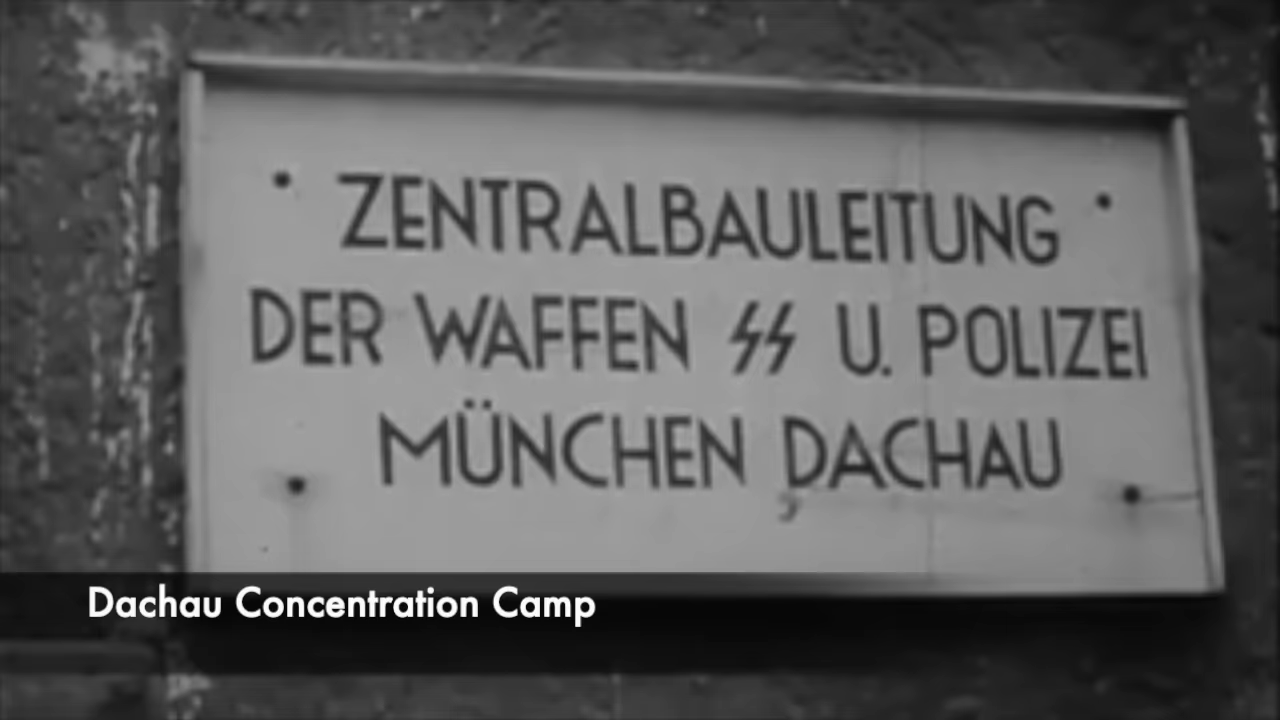 ZENTRALBAULEITUNG
DER WAFFEN ᛋᛋ U. POLIZEI
MÜNCHEN DACHAU
Dachau Concentration Camp